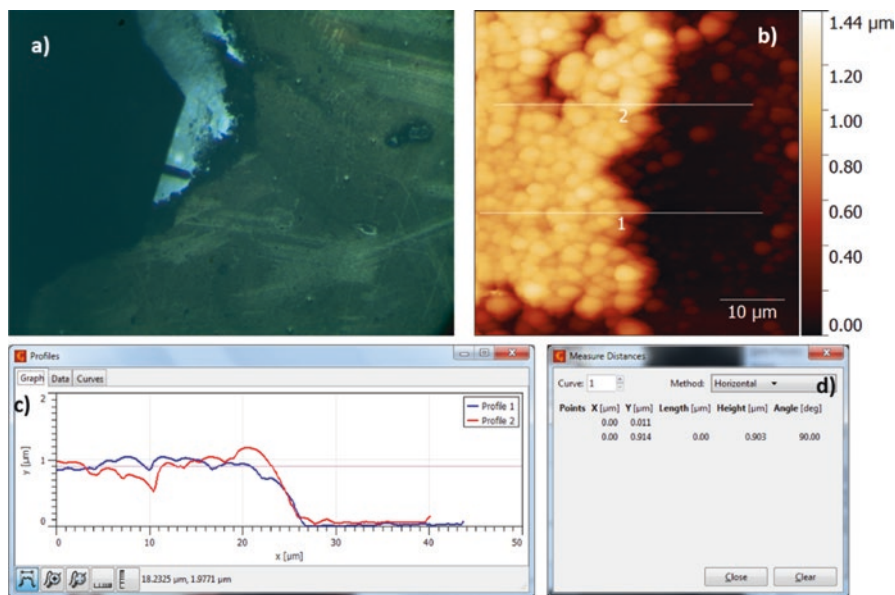 a)
b)
2
1
10 µm
1.44 µm
1.20
1.00
0.80
0.60
0.40
0.20
0.00
Profiles
Graph Data Curves
c)
Profile 1
Profile 2
2
1
0
y [µm]
0 10 20 30 40 50
x [µm]
18.2325 µm, 1.9771 µm
Measure Distances
d)
Curve: 1 Method: Horizontal
Points X [µm] Y [µm] Length [µm] Height [µm] Angle [deg]
0.00 0.011
0.00 0.914 0.00 0.903 90.00
Close Clear